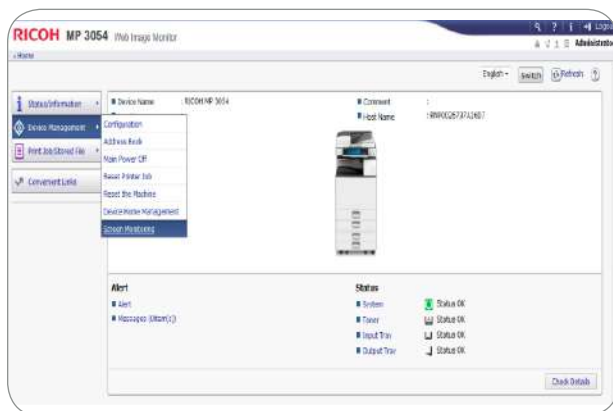 RICOH MP 3054 Web Image Monitor
Administrator
Home
English
Switch
Refresh
Status/Information
Device Management
Print Job/Stored File
Convenient Links
Configuration
Address Book
Main Power Off
Reset Printer Job
Reset the Machine
Device Home Management
Screen Monitoring
Device Name : RICOH MP 3054
Comment :
Host Name
Alert
Alert
Messages
Status
System Status OK
Toner Status OK
Input Tray Status OK
Output Tray Status OK
Check Details